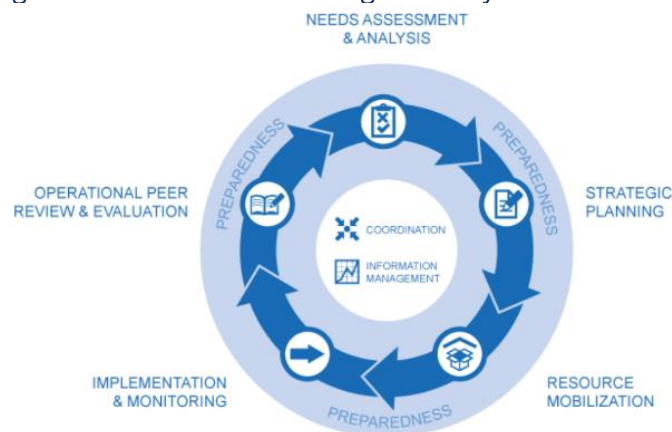 NEEDS ASSESSMENT
& ANALYSIS
PREPAREDNESS
PREPAREDNESS
OPERATIONAL PEER
REVIEW & EVALUATION
STRATEGIC
PLANNING
COORDINATION
INFORMATION
MANAGEMENT
IMPLEMENTATION
& MONITORING
RESOURCE
MOBILIZATION
PREPAREDNESS